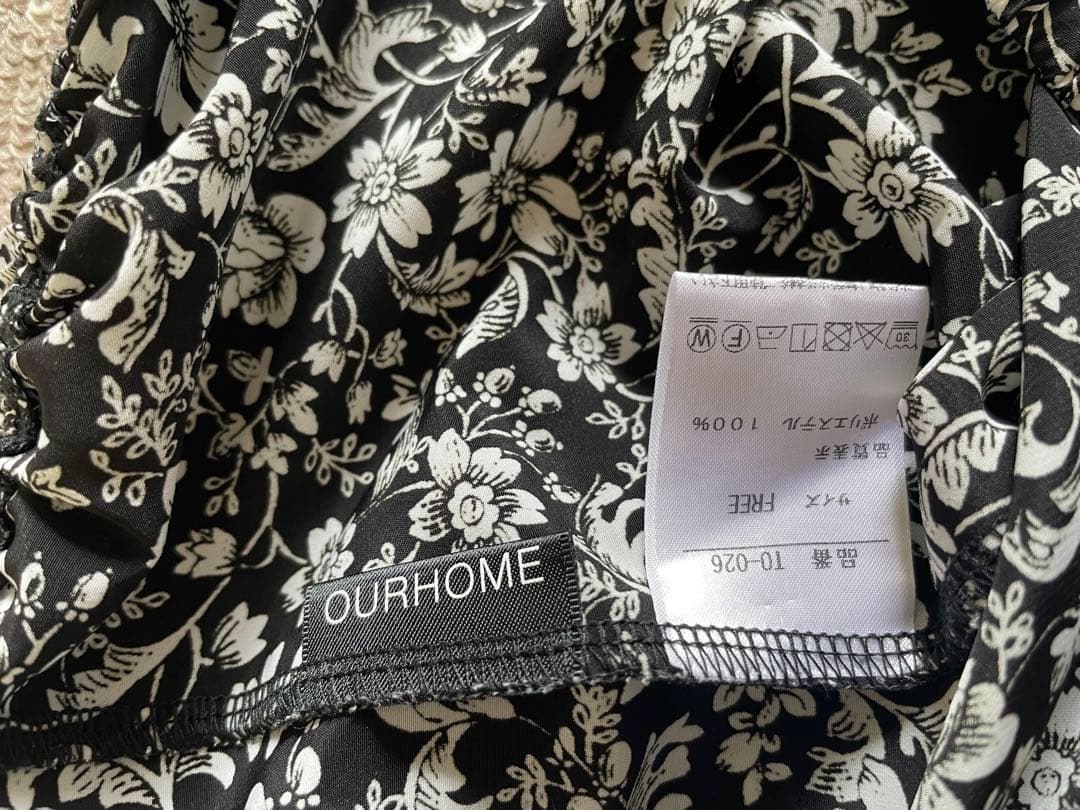 OURHOME
品番 TO-026
サイズ FREE
品質表示
ポリエステル 100%
30
F W